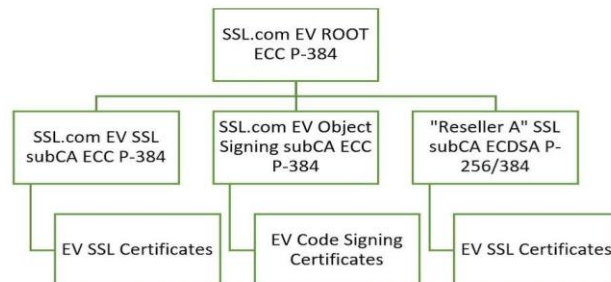 SSL.com EV ROOT
ECC P-384
SSL.com EV SSL
subCA ECC P-384
SSL.com EV Object
Signing subCA ECC
P-384
"Reseller A" SSL
subCA ECDSA P-
256/384
EV SSL Certificates
EV Code Signing
Certificates
EV SSL Certificates